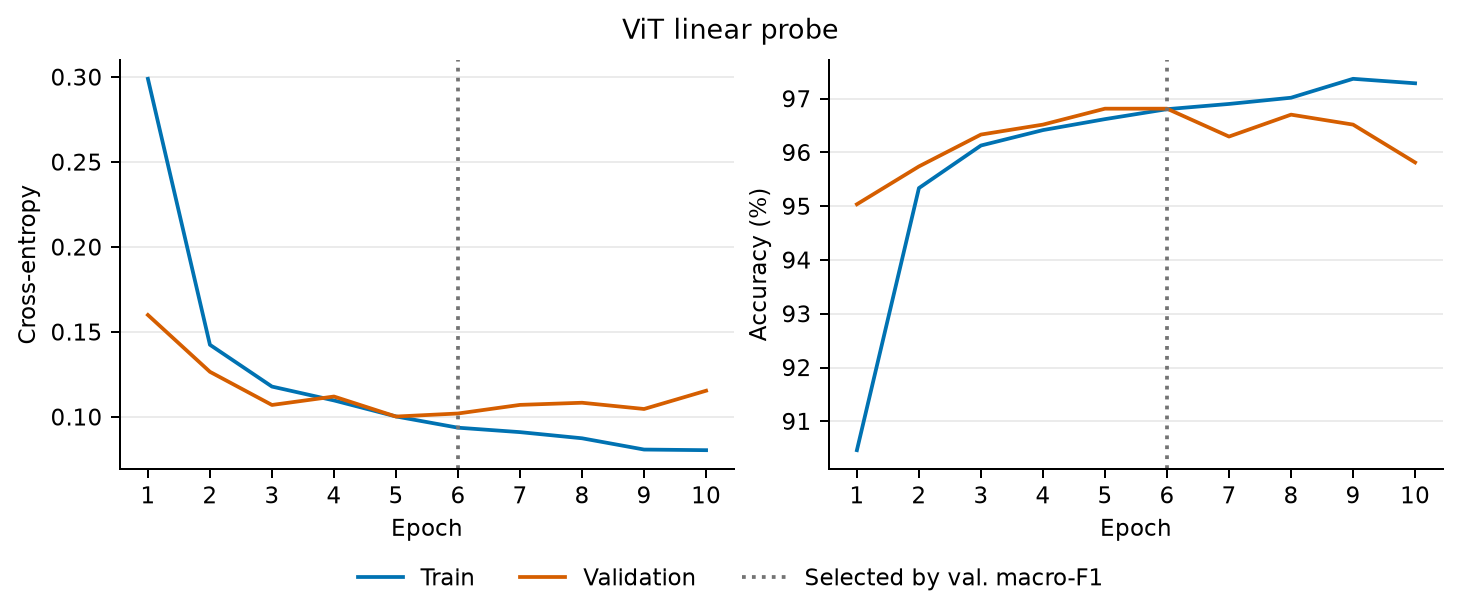 ViT linear probe
Cross-entropy
0.30
0.25
0.20
0.15
0.10
1 2 3 4 5 6 7 8 9 10
Epoch
Accuracy (%)
97
96
95
94
93
92
91
1 2 3 4 5 6 7 8 9 10
Epoch
Train Validation Selected by val. macro-F1